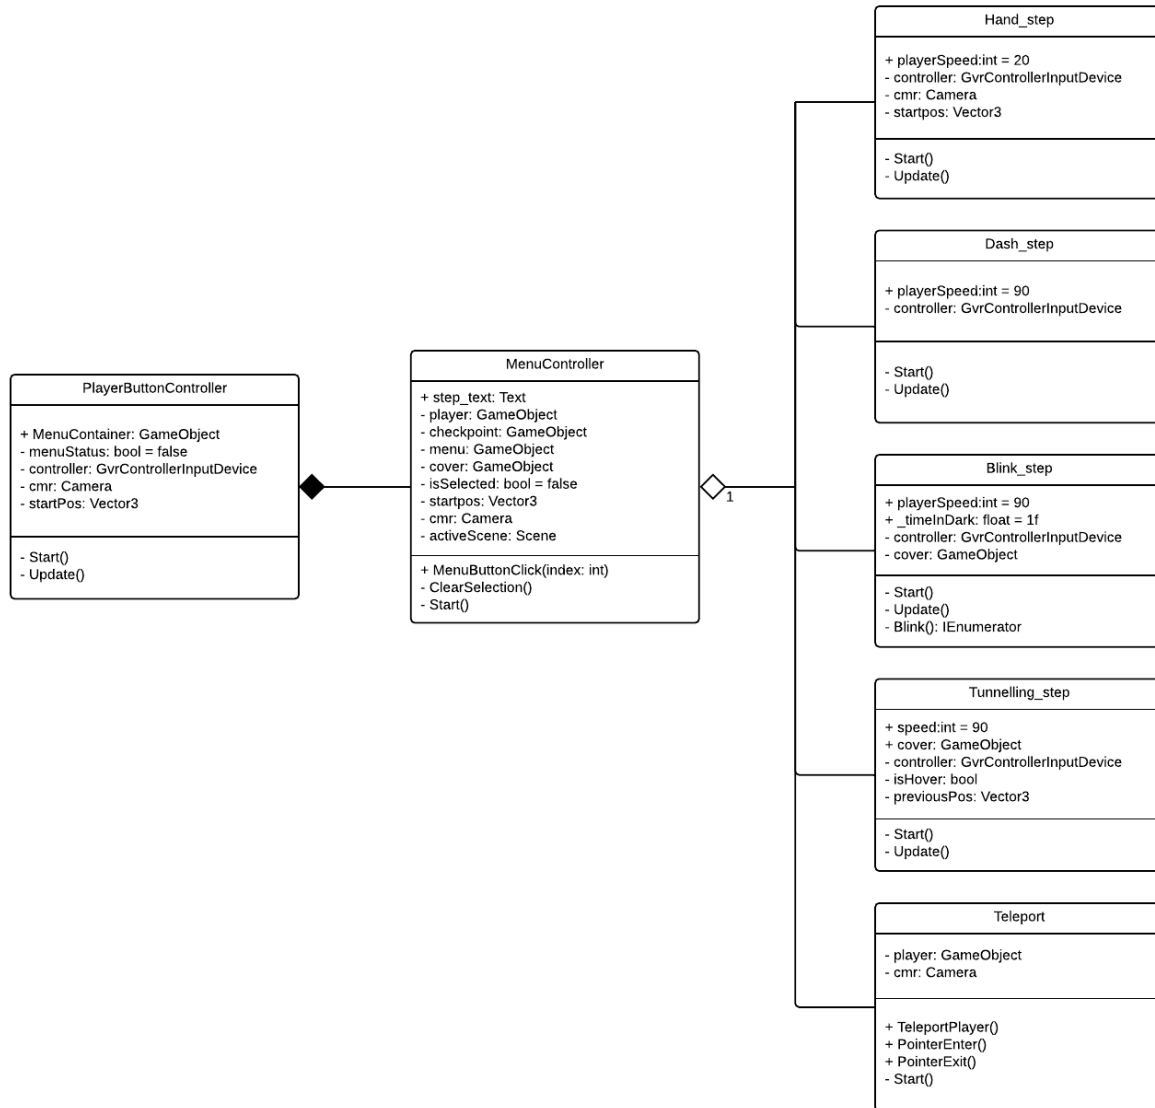 PlayerButtonController
+ MenuContainer: GameObject
- menuStatus: bool = false
- controller: GvrControllerInputDevice
- cmr: Camera
- startPos: Vector3
- Start()
- Update()
MenuController
+ step_text: Text
- player: GameObject
- checkpoint: GameObject
- menu: GameObject
- cover: GameObject
- isSelected: bool = false
- startpos: Vector3
- cmr: Camera
- activeScene: Scene
+ MenuButtonClick(index: int)
- ClearSelection()
- Start()
1
Hand_step
+ playerSpeed:int = 20
- controller: GvrControllerInputDevice
- cmr: Camera
- startpos: Vector3
- Start()
- Update()
Dash_step
+ playerSpeed:int = 90
- controller: GvrControllerInputDevice
- Start()
- Update()
Blink_step
+ playerSpeed:int = 90
+ _timeInDark: float = 1f
- controller: GvrControllerInputDevice
- cover: GameObject
- Start()
- Update()
- Blink(): IEnumerator
Tunnelling_step
+ speed:int = 90
+ cover: GameObject
- controller: GvrControllerInputDevice
- isHover: bool
- previousPos: Vector3
- Start()
- Update()
Teleport
- player: GameObject
- cmr: Camera
+ TeleportPlayer()
+ PointerEnter()
+ PointerExit()
- Start()